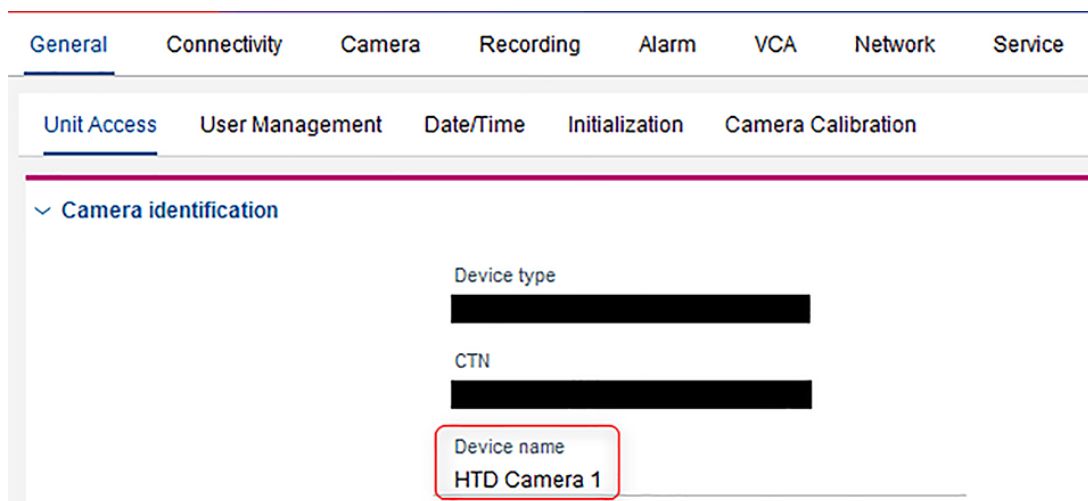 General Connectivity Camera Recording Alarm VCA Network Service
Unit Access User Management Date/Time Initialization Camera Calibration
Camera identification
Device type
CTN
Device name
HTD Camera 1